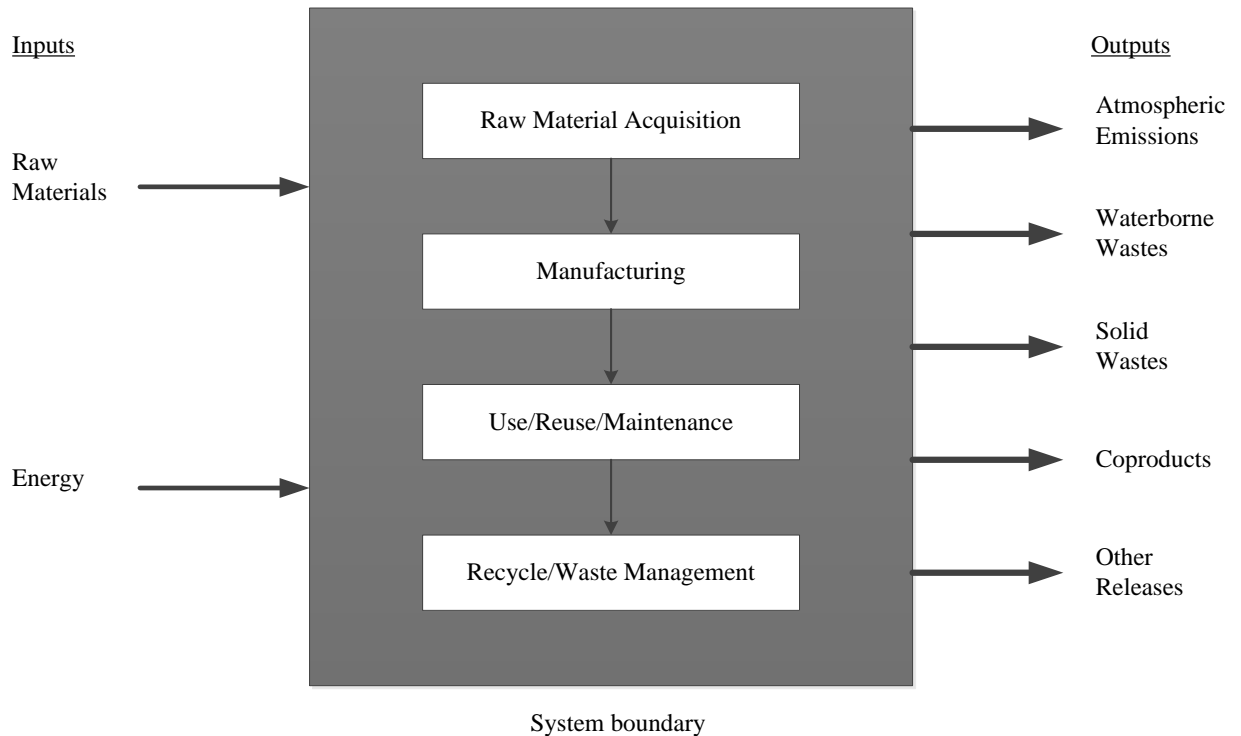 Inputs
Raw
Materials
Energy
Raw Material Acquisition
Manufacturing
Use/Reuse/Maintenance
Recycle/Waste Management
System boundary
Outputs
Atmospheric
Emissions
Waterborne
Wastes
Solid
Wastes
Coproducts
Other
Releases